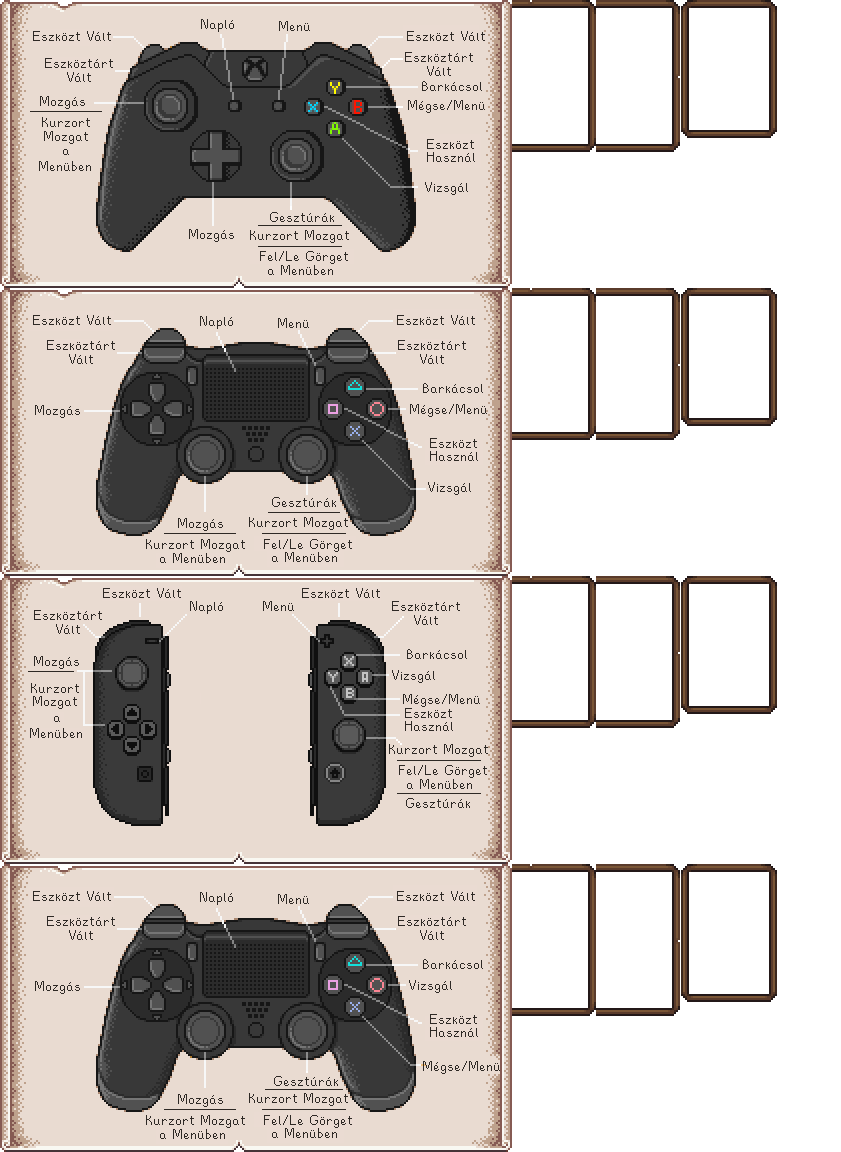 Napló
Menü
Eszközt Vált
Eszközt Vált
Eszköztárt
Vált
Eszköztárt
Vált
Y
Barkácsol
Mozgás
X
B
Mégse/Menü
Kurzort
Mozgat
a
Menüben
A
Eszközt
Használ
Vizsgál
Mozgás
Gesztúrák
Kurzort Mozgat
Fel/Le Görget
a Menüben
Eszközt Vált
Napló
Menü
Eszközt Vált
Eszköztárt
Vált
Eszköztárt
Vált
Barkácsol
Mozgás
Mégse/Menü
Eszközt
Használ
Vizsgál
Gesztúrák
Mozgás
Kurzort Mozgat
Kurzort Mozgat
a Menüben
Fel/Le Görget
a Menüben
Eszközt Vált
Eszközt Vált
Napló
Menü
Eszköztárt
Vált
Eszköztárt
Vált
Mozgás
X
Barkácsol
Y
A
Vizsgál
Kurzort
Mozgat
a
Menüben
B
Mégse/Menü
Eszközt
Használ
Kurzort Mozgat
Fel/Le Görget
a Menüben
Gesztúrák
Eszközt Vált
Napló
Menü
Eszközt Vált
Eszköztárt
Vált
Eszköztárt
Vált
Barkácsol
Mozgás
Vizsgál
Eszközt
Használ
Mégse/Menü
Gesztúrák
Mozgás
Kurzort Mozgat
Kurzort Mozgat
a Menüben
Fel/Le Görget
a Menüben